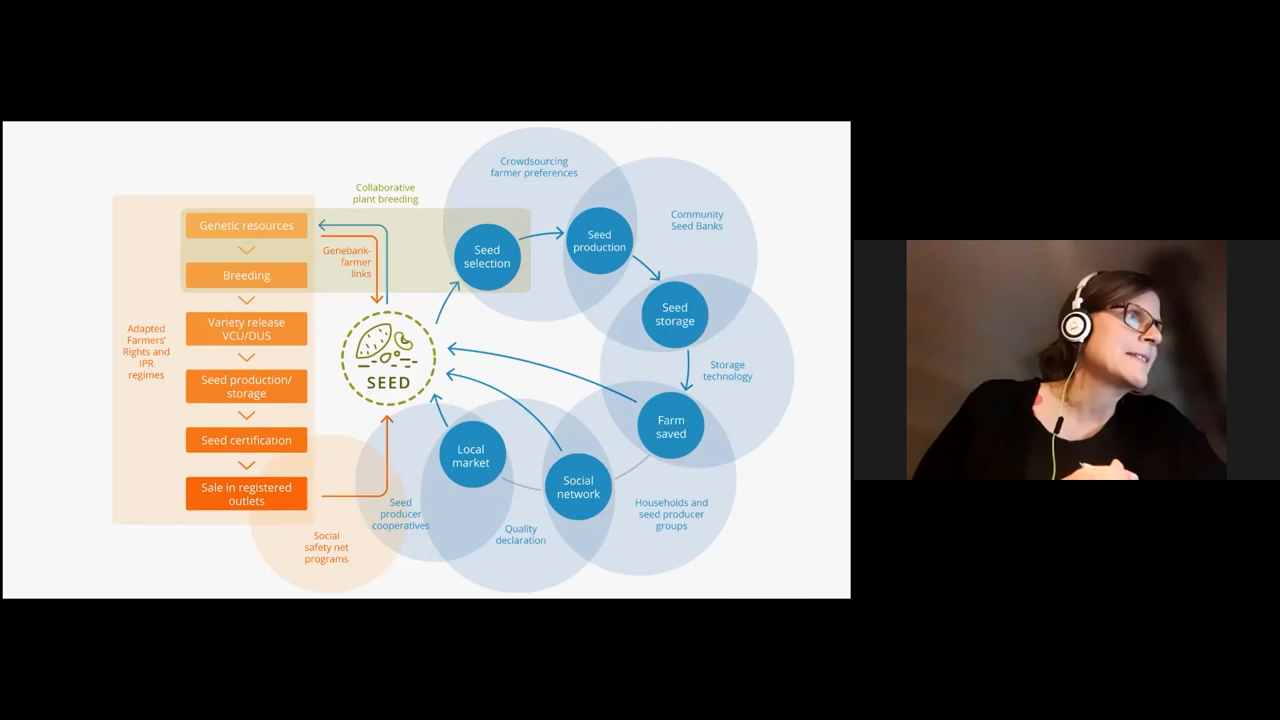 Crowdsourcing
farmer preferences
Collaborative
plant breeding
Community
Seed Banks
Genetic resources
Genebank-
farmer
links
Breeding
Seed
selection
Seed
production
Seed
storage
Adapted
Farmers'
Rights and
IPR
regimes
Variety release
VCU/DUS
Seed production/
storage
Seed certification
Sale in registered
outlets
SEED
Storage
technology
Farm
saved
Local
market
Social
network
Seed
producer
cooperatives
Quality
declaration
Households and
seed producer
groups
Social
safety net
programs